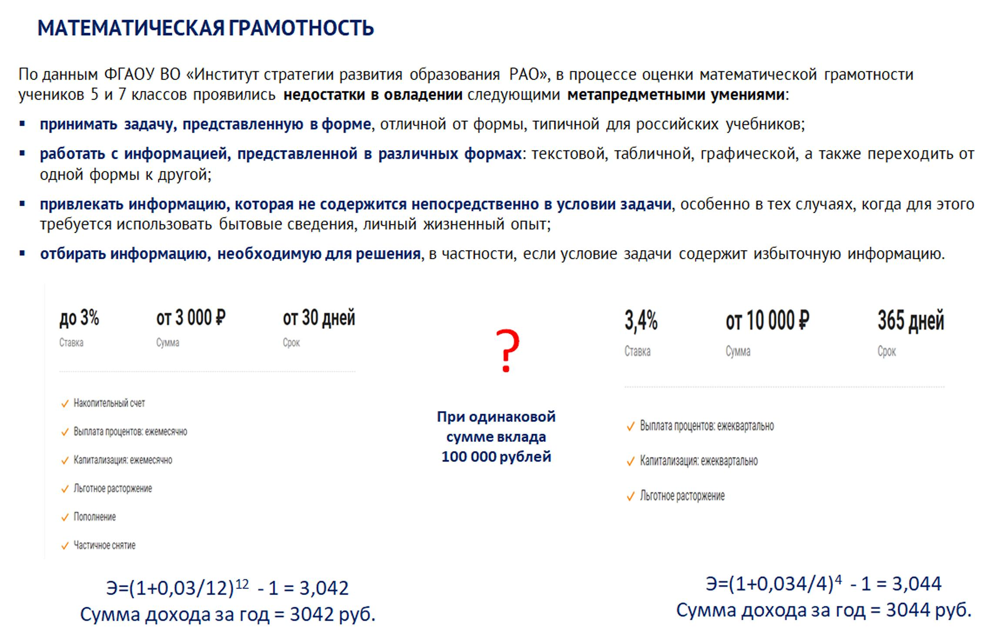 МАТЕМАТИЧЕСКАЯ ГРАМОТНОСТЬ
По данным ФГАОУ ВО «Институт стратегии развития образования РАО», в процессе оценки математической грамотности
учеников 5 и 7 классов проявились недостатки в овладении следующими метапредметными умениями:
▪ принимать задачу, представленную в форме, отличной от формы, типичной для российских учебников;
▪ работать с информацией, представленной в различных формах: текстовой, табличной, графической, а также переходить от
одной формы к другой;
▪ привлекать информацию, которая не содержится непосредственно в условии задачи, особенно в тех случаях, когда для этого
требуется использовать бытовые сведения, личный жизненный опыт;
▪ отбирать информацию, необходимую для решения, в частности, если условие задачи содержит избыточную информацию.
до 3% от 3 000 ₽ от 30 дней
Ставка Сумма Срок
✓ Накопительный счет
✓ Выплата процентов: ежемесячно
✓ Капитализация: ежемесячно
✓ Льготное расторжение
✓ Пополнение
✓ Частичное снятие
Э=(1+0,03/12)¹² - 1 = 3,042
Сумма дохода за год = 3042 руб.
?
При одинаковой
сумме вклада
100 000 рублей
3,4% от 10 000 ₽ 365 дней
Ставка Сумма Срок
✓ Выплата процентов: ежеквартально
✓ Капитализация: ежеквартально
✓ Льготное расторжение
Э=(1+0,034/4)⁴ - 1 = 3,044
Сумма дохода за год = 3044 руб.